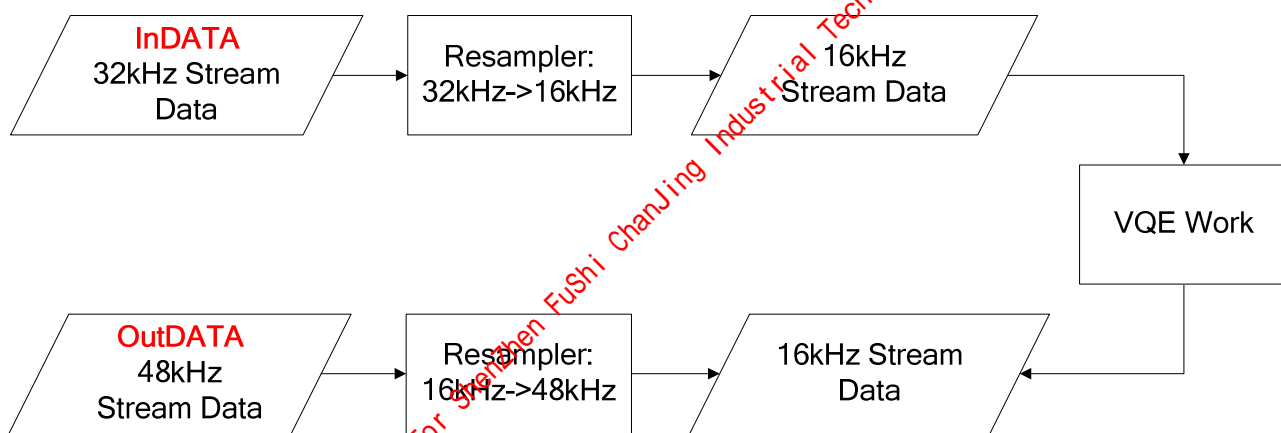 InDATA
32kHz Stream
Data
Resampler:
32kHz->16kHz
16kHz
Stream Data
VQE Work
OutDATA
48kHz
Stream Data
Resampler:
16kHz->48kHz
16kHz Stream
Data
for ShenZhen FuShi ChanJing Industrial Tech